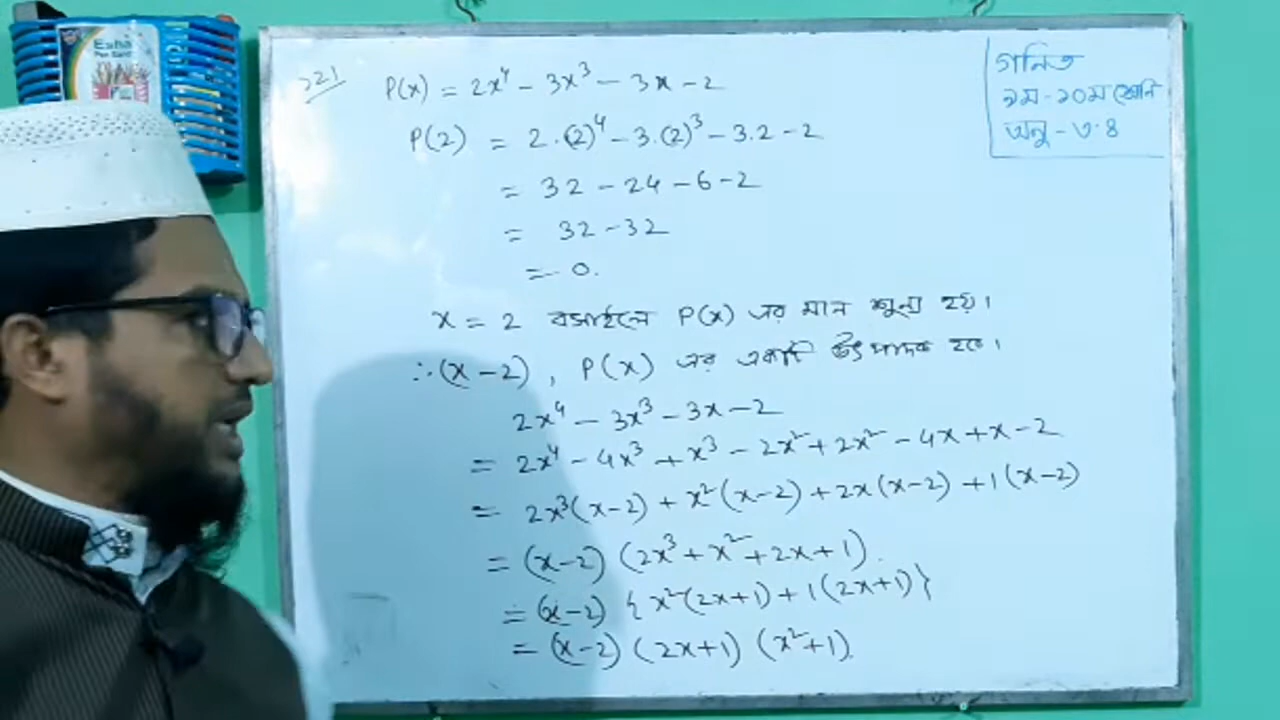 Esha
গনিত
৯ম-১০ম শ্রেনি
অনু-৩.৪
১২১
P(x) = 2x⁴ - 3x³ - 3x - 2
P(2) = 2.(2)⁴ - 3.(2)³ - 3.2 - 2
= 32 - 24 - 6 - 2
= 32 - 32
= 0.
x = 2 বসাইলে P(x) এর মান শূন্য হয়।
∴ (x - 2), P(x) এর একটি উৎপাদক হবে।
2x⁴ - 3x³ - 3x - 2
= 2x⁴ - 4x³ + x³ - 2x² + 2x² - 4x + x - 2
= 2x³(x-2) + x²(x-2) + 2x(x-2) + 1(x-2)
= (x-2) (2x³ + x² + 2x + 1)
= (x-2) {x²(2x+1) + 1(2x+1)}
= (x-2) (2x+1) (x²+1).